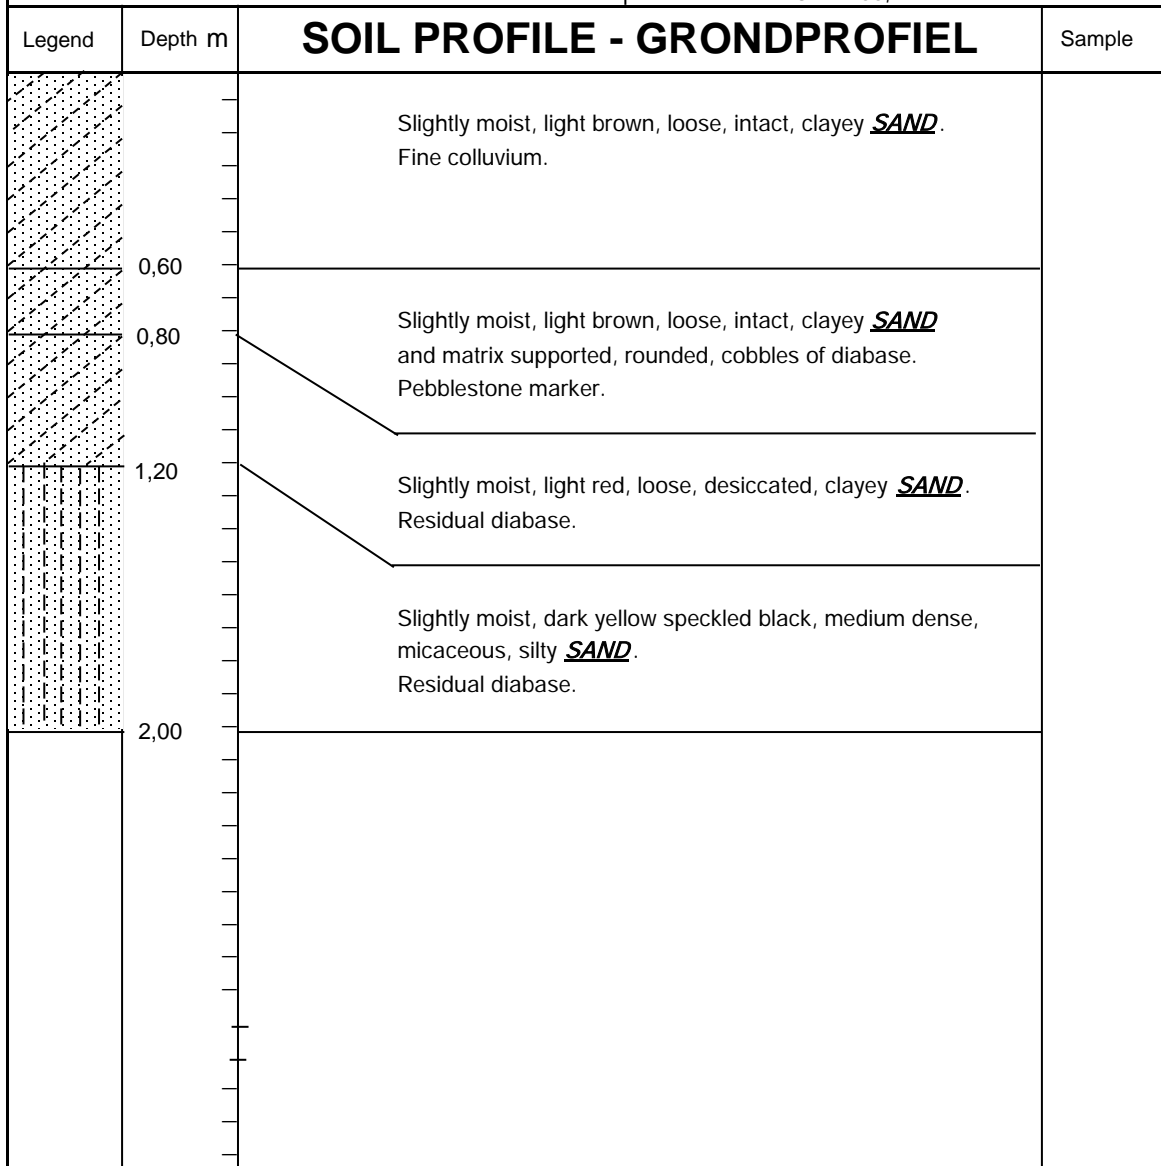 Legend Depth m SOIL PROFILE - GRONDPROFIEL Sample
Slightly moist, light brown, loose, intact, clayey SAND.
Fine colluvium.
0,60
Slightly moist, light brown, loose, intact, clayey SAND
0,80
and matrix supported, rounded, cobbles of diabase.
Pebblestone marker.
1,20
Slightly moist, light red, loose, desiccated, clayey SAND.
Residual diabase.
Slightly moist, dark yellow speckled black, medium dense,
micaceous, silty SAND.
Residual diabase.
2,00